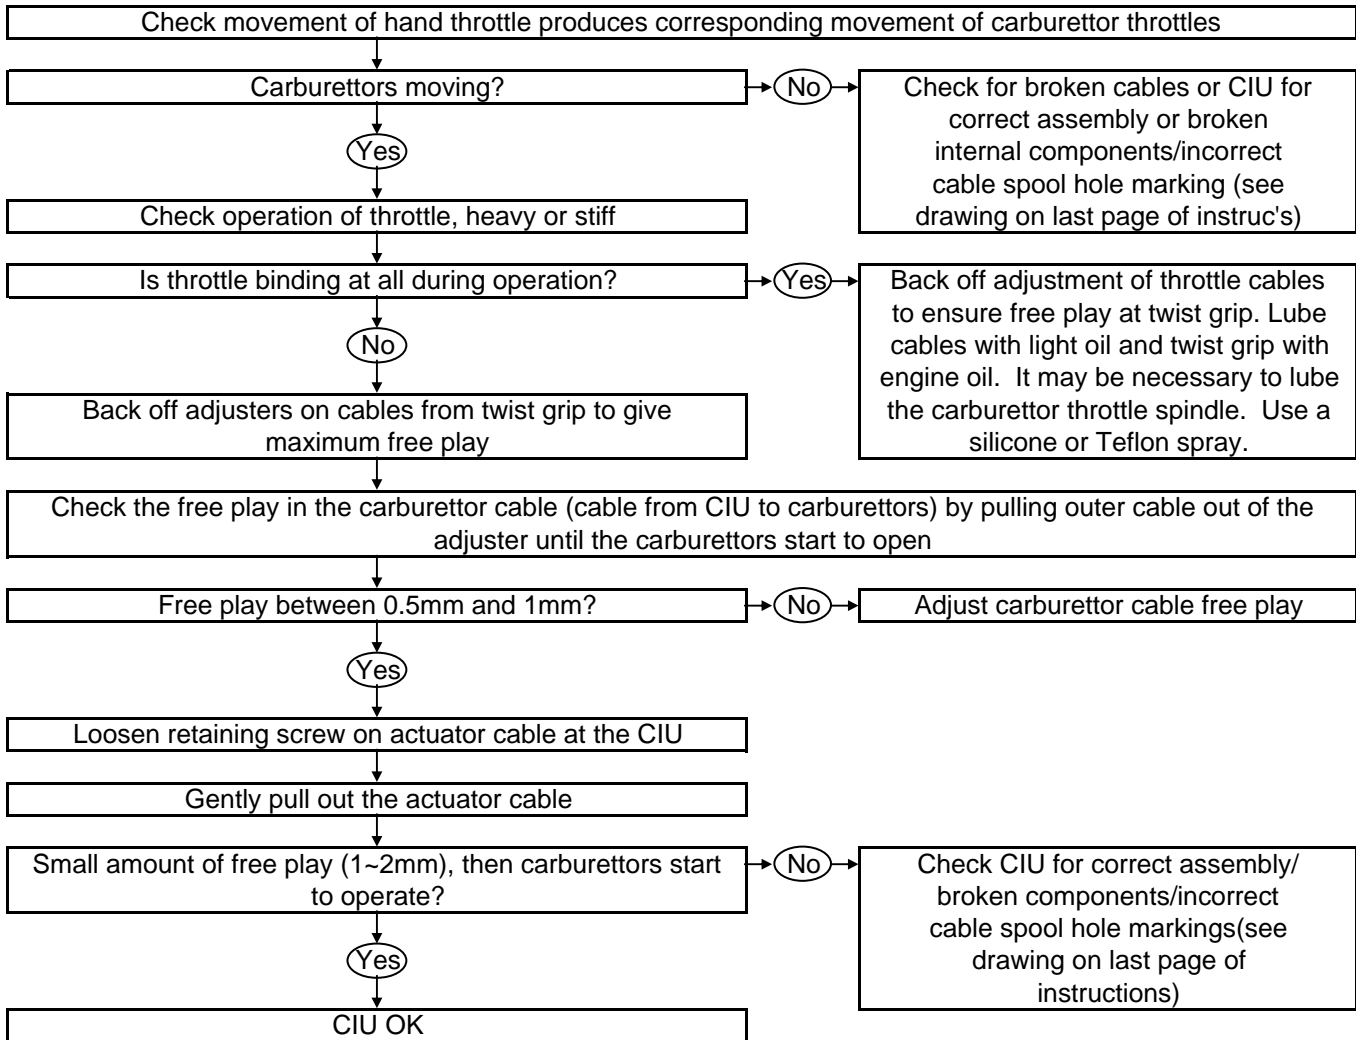 Check movement of hand throttle produces corresponding movement of carburettor throttles
Carburettors moving?
No
Check for broken cables or CIU for
correct assembly or broken
internal components/incorrect
cable spool hole marking (see
drawing on last page of instruc's)
Yes
Check operation of throttle, heavy or stiff
Is throttle binding at all during operation?
Yes
Back off adjustment of throttle cables
to ensure free play at twist grip. Lube
cables with light oil and twist grip with
engine oil.  It may be necessary to lube
the carburettor throttle spindle.  Use a
silicone or Teflon spray.
No
Back off adjusters on cables from twist grip to give
maximum free play
Check the free play in the carburettor cable (cable from CIU to carburettors) by pulling outer cable out of the
adjuster until the carburettors start to open
Free play between 0.5mm and 1mm?
No
Adjust carburettor cable free play
Yes
Loosen retaining screw on actuator cable at the CIU
Gently pull out the actuator cable
Small amount of free play (1~2mm), then carburettors start
to operate?
No
Check CIU for correct assembly/
broken components/incorrect
cable spool hole markings(see
drawing on last page of
instructions)
Yes
CIU OK